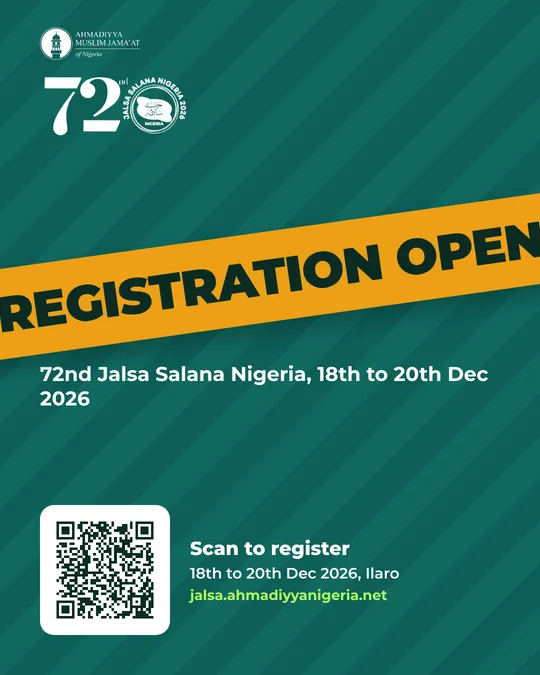 AHMADIYYA
MUSLIM JAMA'AT
of Nigeria
72nd
JALSA SALANA NIGERIA 2026
NIGERIA
REGISTRATION OPEN
72nd Jalsa Salana Nigeria, 18th to 20th Dec
2026
Scan to register
18th to 20th Dec 2026, Ilaro
jalsa.ahmadiyyanigeria.net